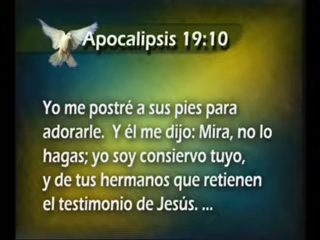 Apocalipsis 19:10
Yo me postré a sus pies para
adorarle. Y él me dijo: Mira, no lo
hagas; yo soy consiervo tuyo,
y de tus hermanos que retienen
el testimonio de Jesús. ...